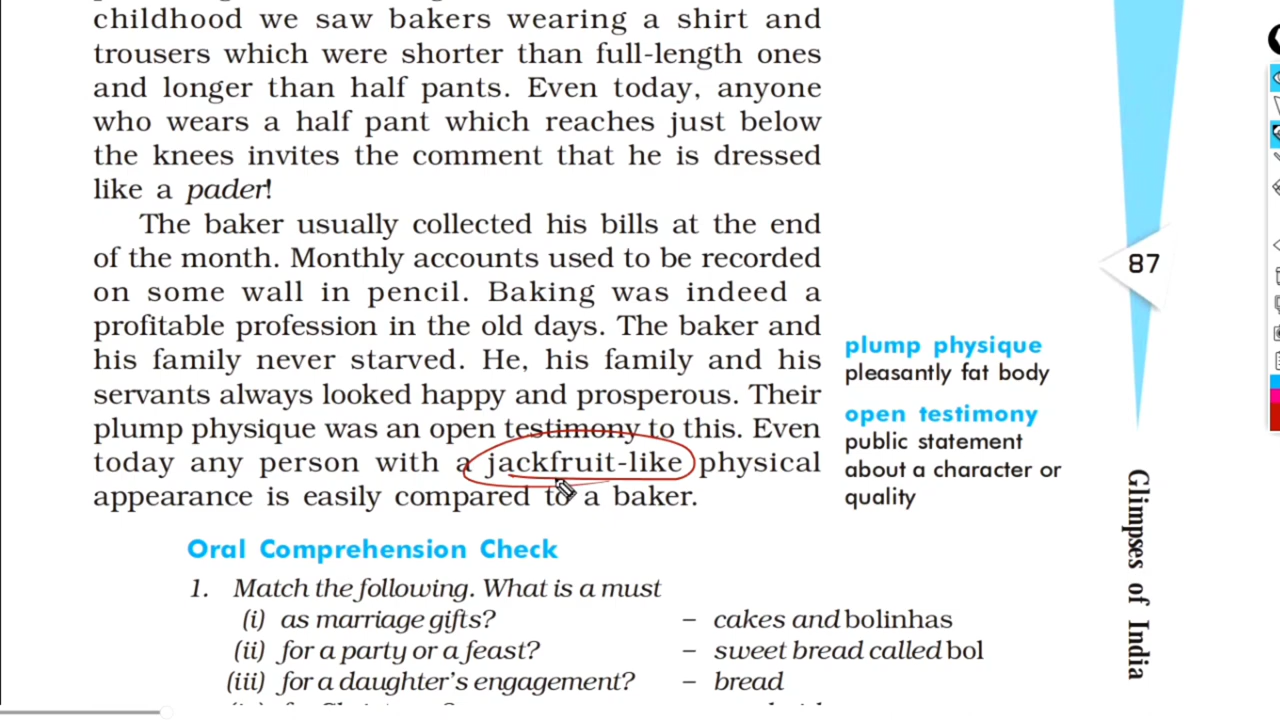 childhood we saw bakers wearing a shirt and
trousers which were shorter than full-length ones
and longer than half pants. Even today, anyone
who wears a half pant which reaches just below
the knees invites the comment that he is dressed
like a pader!
The baker usually collected his bills at the end
of the month. Monthly accounts used to be recorded
on some wall in pencil. Baking was indeed a
profitable profession in the old days. The baker and
his family never starved. He, his family and his
servants always looked happy and prosperous. Their
plump physique was an open testimony to this. Even
today any person with a jackfruit-like physical
appearance is easily compared to a baker.
plump physique
pleasantly fat body
open testimony
public statement
about a character or
quality
87
Glimpses of India
Oral Comprehension Check
1. Match the following. What is a must
(i) as marriage gifts? – cakes and bolinhas
(ii) for a party or a feast? – sweet bread called bol
(iii) for a daughter's engagement? – bread